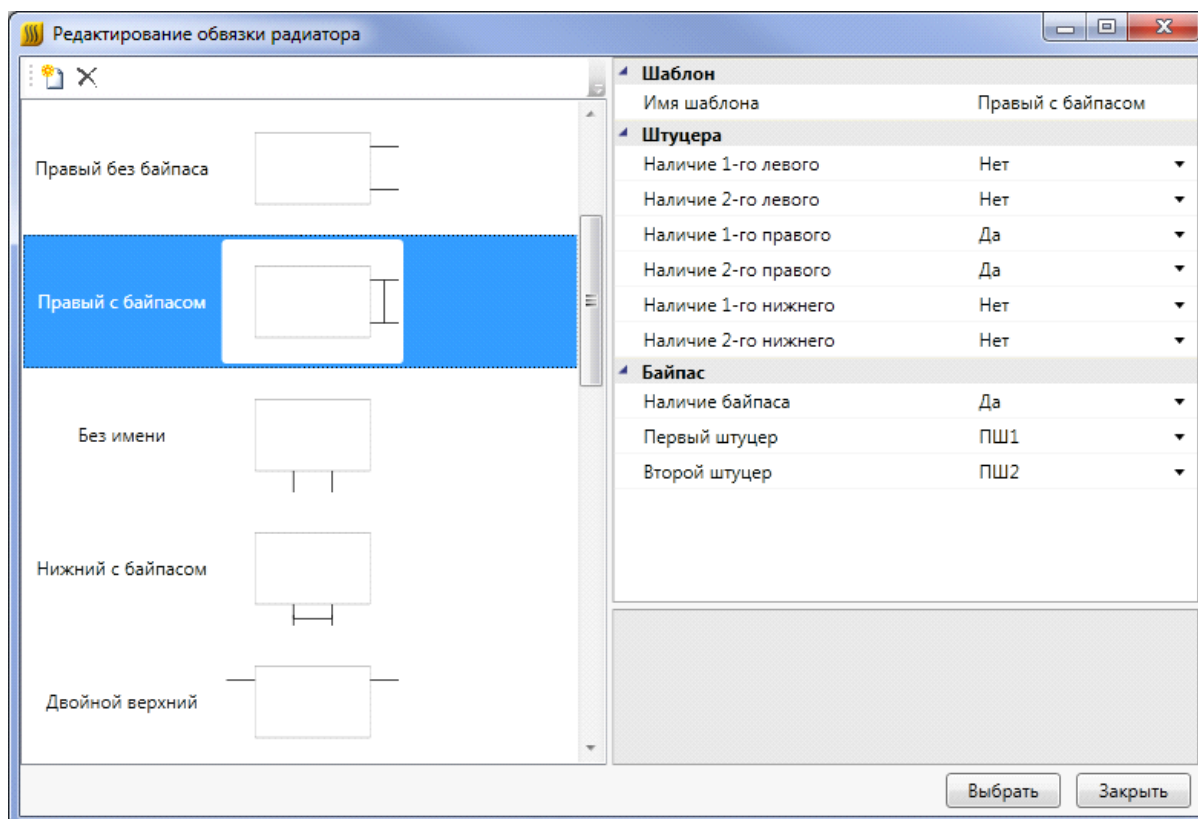 Редактирование обвязки радиатора
Правый без байпаса
Правый с байпасом
Без имени
Нижний с байпасом
Двойной верхний
Шаблон
Имя шаблона Правый с байпасом
Штуцера
Наличие 1-го левого Нет
Наличие 2-го левого Нет
Наличие 1-го правого Да
Наличие 2-го правого Да
Наличие 1-го нижнего Нет
Наличие 2-го нижнего Нет
Байпас
Наличие байпаса Да
Первый штуцер ПШ1
Второй штуцер ПШ2
Выбрать Закрыть